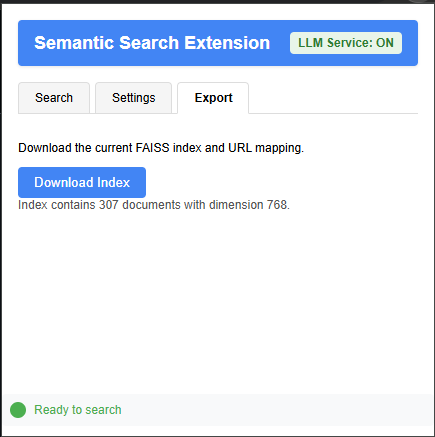 Semantic Search Extension
LLM Service: ON
Search
Settings
Export
Download the current FAISS index and URL mapping.
Download Index
Index contains 307 documents with dimension 768.
Ready to search